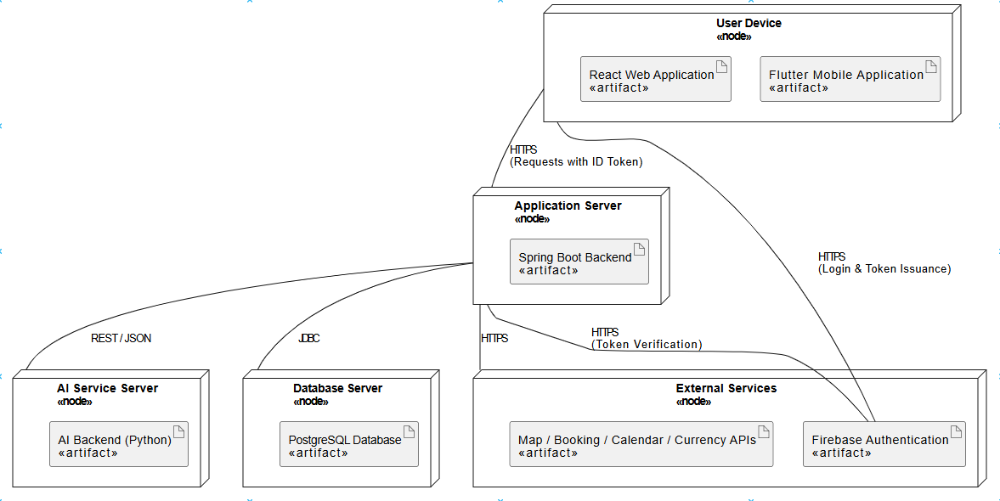 User Device
«node»
React Web Application
«artifact»
Flutter Mobile Application
«artifact»
HTTPS
(Requests with ID Token)
Application Server
«node»
Spring Boot Backend
«artifact»
HTTPS
(Login & Token Issuance)
REST / JSON
JDBC
HTTPS
HTTPS
(Token Verification)
AI Service Server
«node»
AI Backend (Python)
«artifact»
Database Server
«node»
PostgreSQL Database
«artifact»
External Services
«node»
Map / Booking / Calendar / Currency APIs
«artifact»
Firebase Authentication
«artifact»